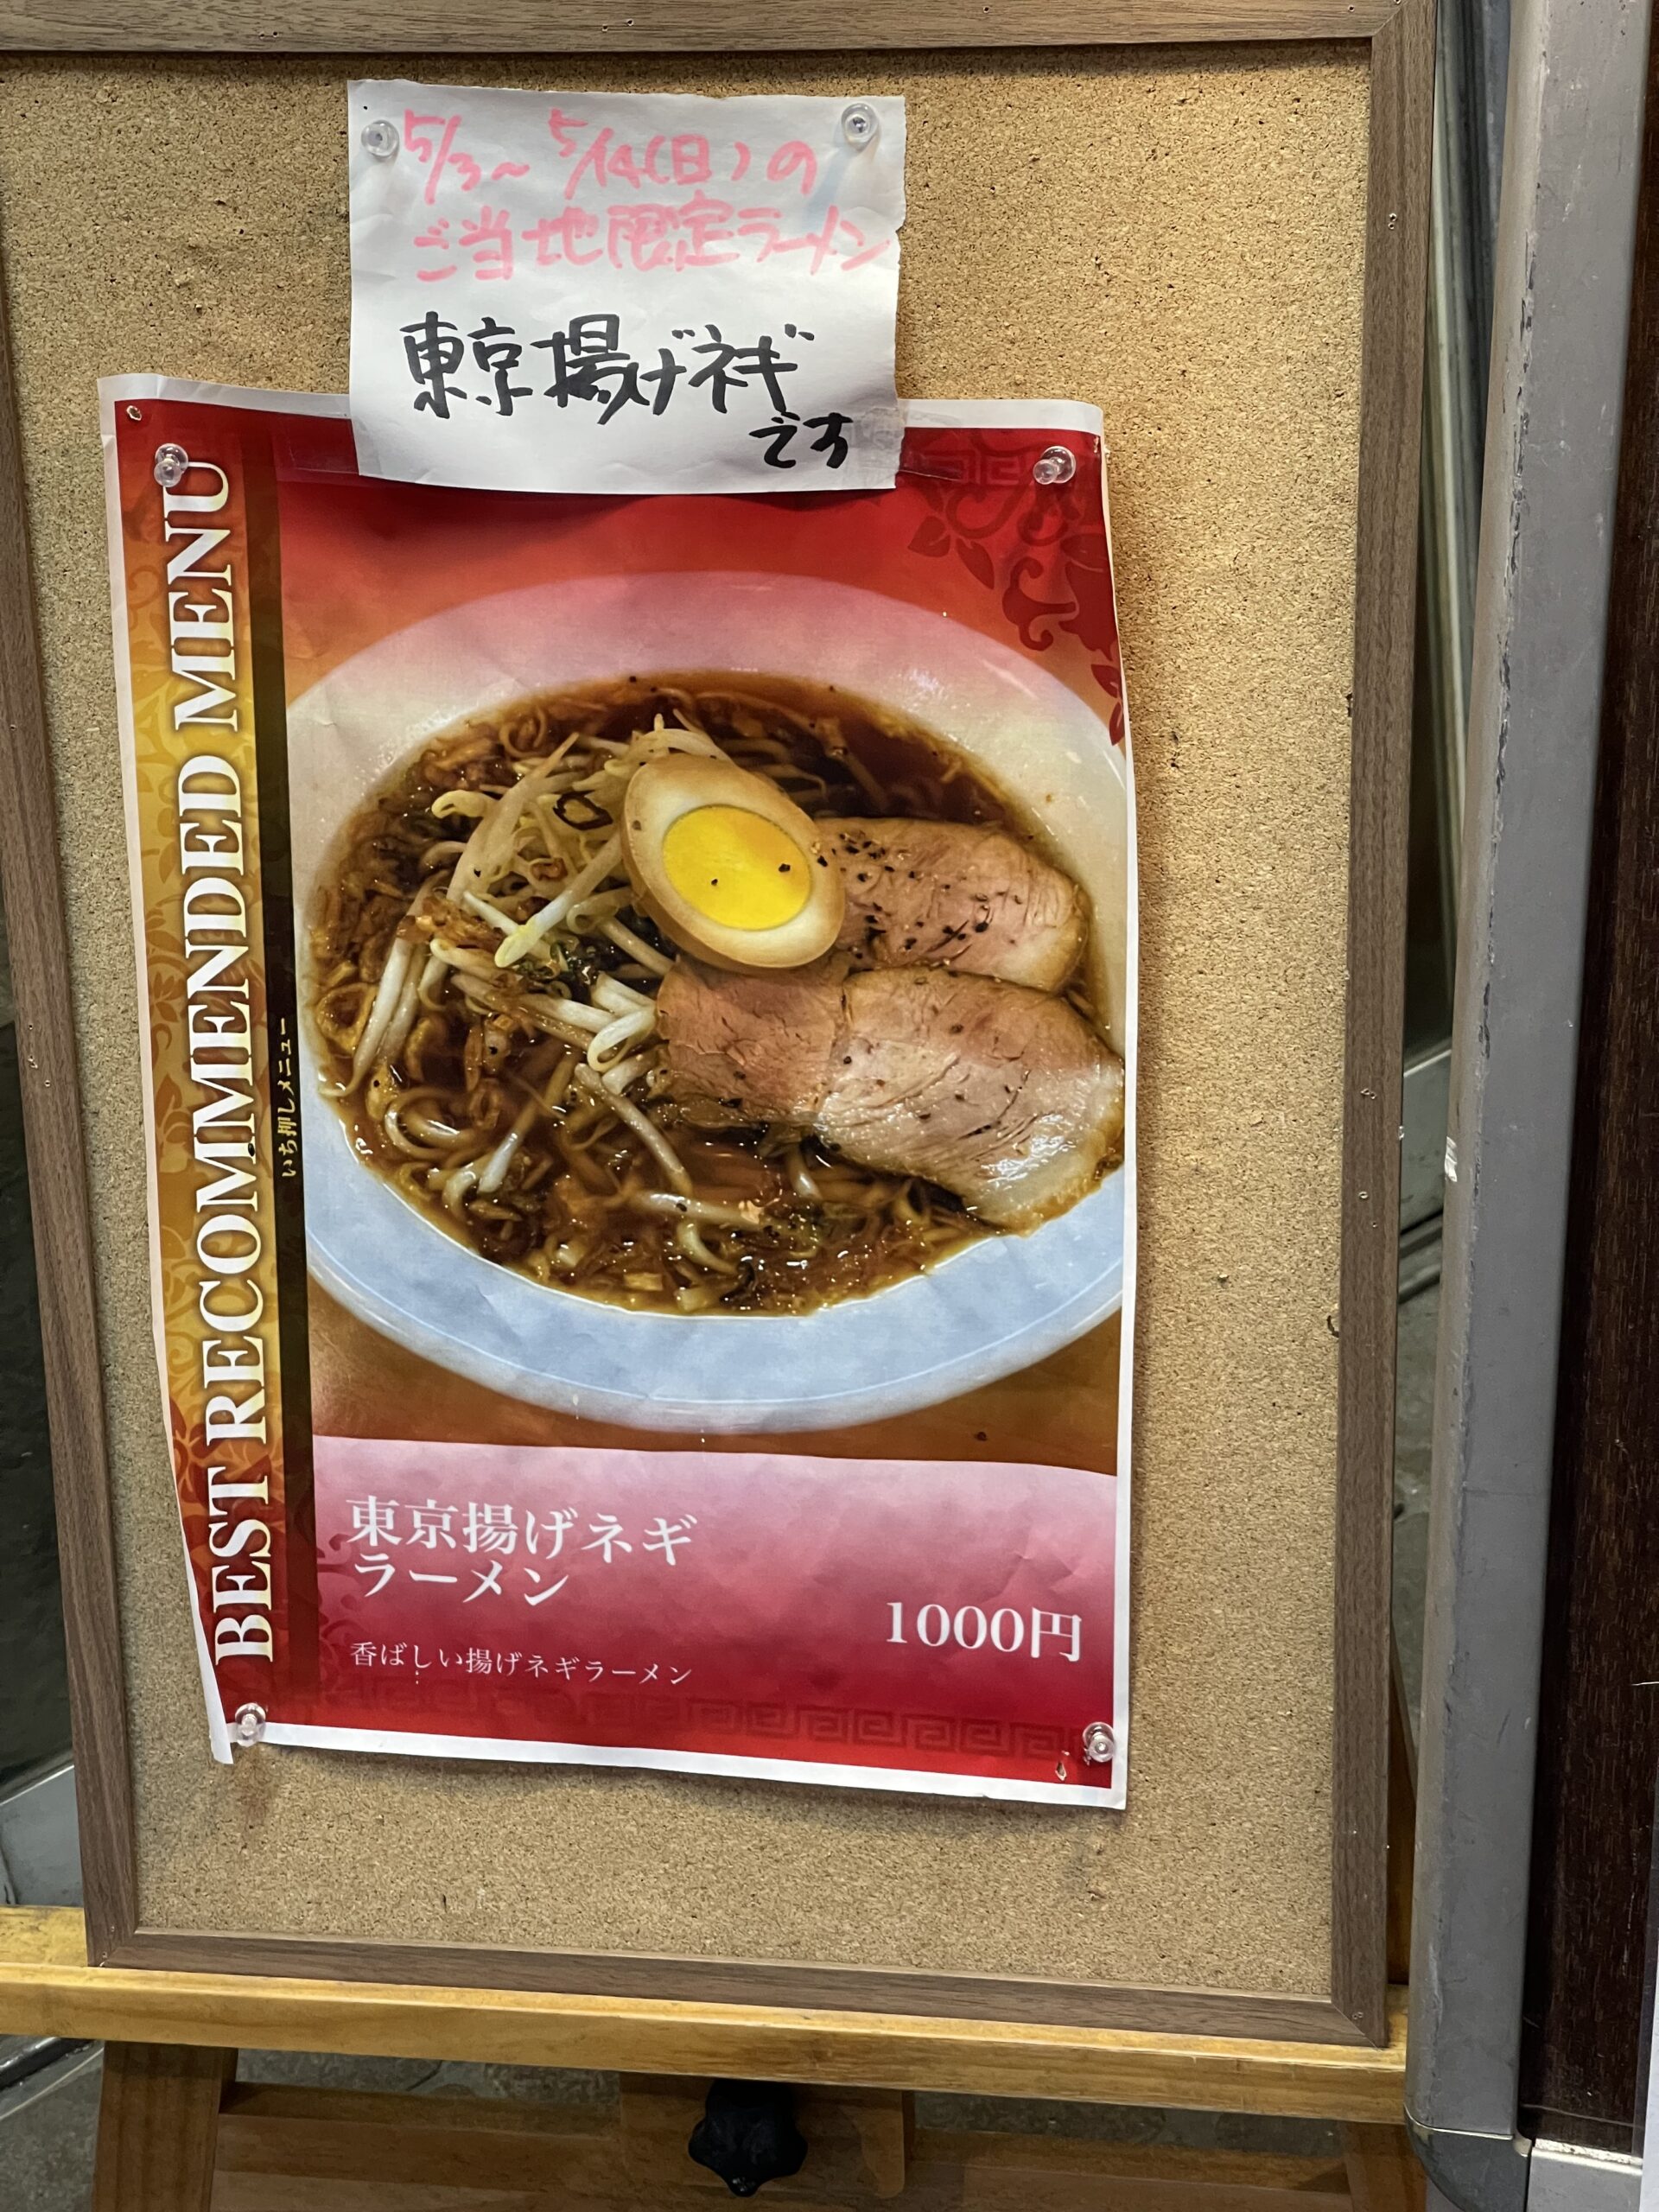 5/3～5/14(日)の
ご当地限定ラーメン
東京揚げネギ
です
BEST RECOMMENDED MENU
いち押しメニュー
東京揚げネギ
ラーメン
1000円
香ばしい揚げネギラーメン